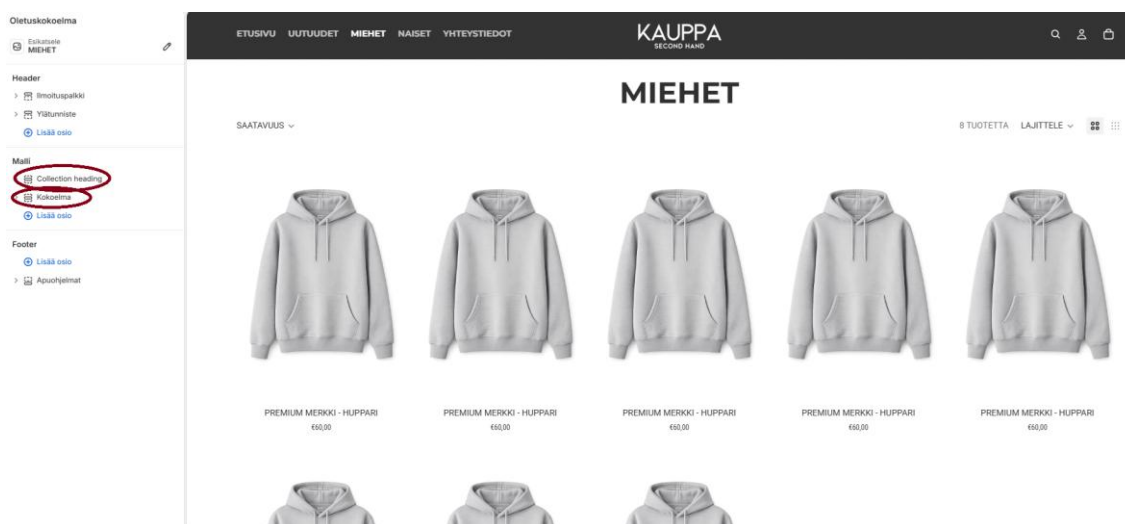 Oletuskokoelma
Esikatsele
MIEHET
Header
Ilmoituspalkki
Ylätunniste
Lisää osio
Malli
Collection heading
Kokoelma
Lisää osio
Footer
Lisää osio
Apuohjelmat
ETUSIVU UUTUUDET MIEHET NAISET YHTEYSTIEDOT
KAUPPA
SECOND HAND
MIEHET
SAATAVUUS
8 TUOTETTA LAJITTELE
PREMIUM MERKKI - HUPPARI PREMIUM MERKKI - HUPPARI PREMIUM MERKKI - HUPPARI PREMIUM MERKKI - HUPPARI PREMIUM MERKKI - HUPPARI
€60,00 €60,00 €60,00 €60,00 €60,00